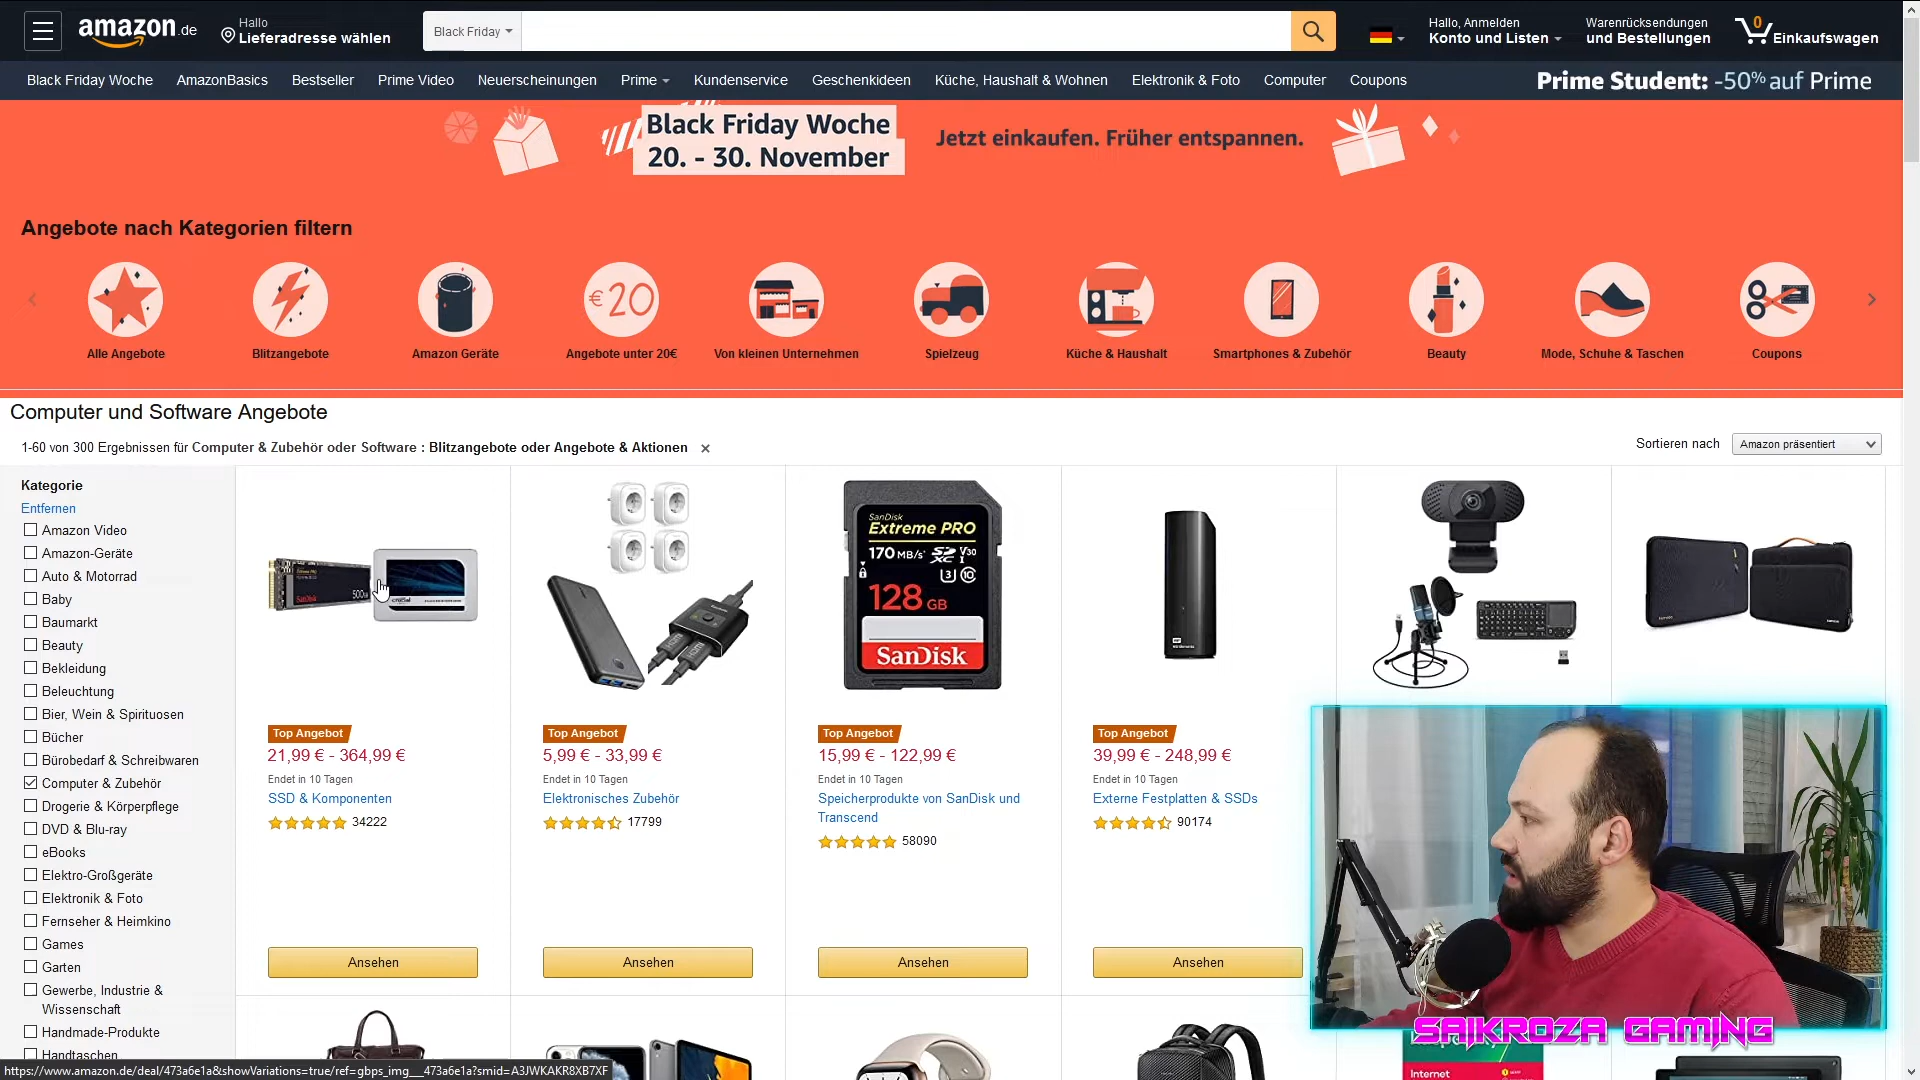 amazon.de
Hallo
Lieferadresse wählen
Black Friday
Hallo, Anmelden
Konto und Listen
Warenrücksendungen
und Bestellungen
0
Einkaufswagen
Black Friday Woche
AmazonBasics
Bestseller
Prime Video
Neuerscheinungen
Prime
Kundenservice
Geschenkideen
Küche, Haushalt & Wohnen
Elektronik & Foto
Computer
Coupons
Prime Student: -50% auf Prime
Black Friday Woche
20. - 30. November
Jetzt einkaufen. Früher entspannen.
Angebote nach Kategorien filtern
€20
Alle Angebote
Blitzangebote
Amazon Geräte
Angebote unter 20€
Von kleinen Unternehmen
Spielzeug
Küche & Haushalt
Smartphones & Zubehör
Beauty
Mode, Schuhe & Taschen
Coupons
Computer und Software Angebote
1-60 von 300 Ergebnissen für Computer & Zubehör oder Software : Blitzangebote oder Angebote & Aktionen ×
Sortieren nach
Amazon präsentiert
Kategorie
Entfernen
Amazon Video
Amazon-Geräte
Auto & Motorrad
Baby
Baumarkt
Beauty
Bekleidung
Beleuchtung
Bier, Wein & Spirituosen
Bücher
Bürobedarf & Schreibwaren
Computer & Zubehör
Drogerie & Körperpflege
DVD & Blu-ray
eBooks
Elektro-Großgeräte
Elektronik & Foto
Fernseher & Heimkino
Games
Garten
Gewerbe, Industrie &
Wissenschaft
Handmade-Produkte
Handtaschen
SanDisk
500GB
crucial
Top Angebot
21,99 € - 364,99 €
Endet in 10 Tagen
SSD & Komponenten
34222
Ansehen
Top Angebot
5,99 € - 33,99 €
Endet in 10 Tagen
Elektronisches Zubehör
17799
Ansehen
SanDisk
Extreme PRO
170 MB/s
V30
128 GB
SanDisk
Top Angebot
15,99 € - 122,99 €
Endet in 10 Tagen
Speicherprodukte von SanDisk und
Transcend
58090
Ansehen
Top Angebot
39,99 € - 248,99 €
Endet in 10 Tagen
Externe Festplatten & SSDs
90174
Ansehen
SAIKROZA GAMING
Internet
https://www.amazon.de/deal/473a6e1a&showVariations=true/ref=gbps_img___473a6e1a?smid=A3JWKAKR8XB7XF